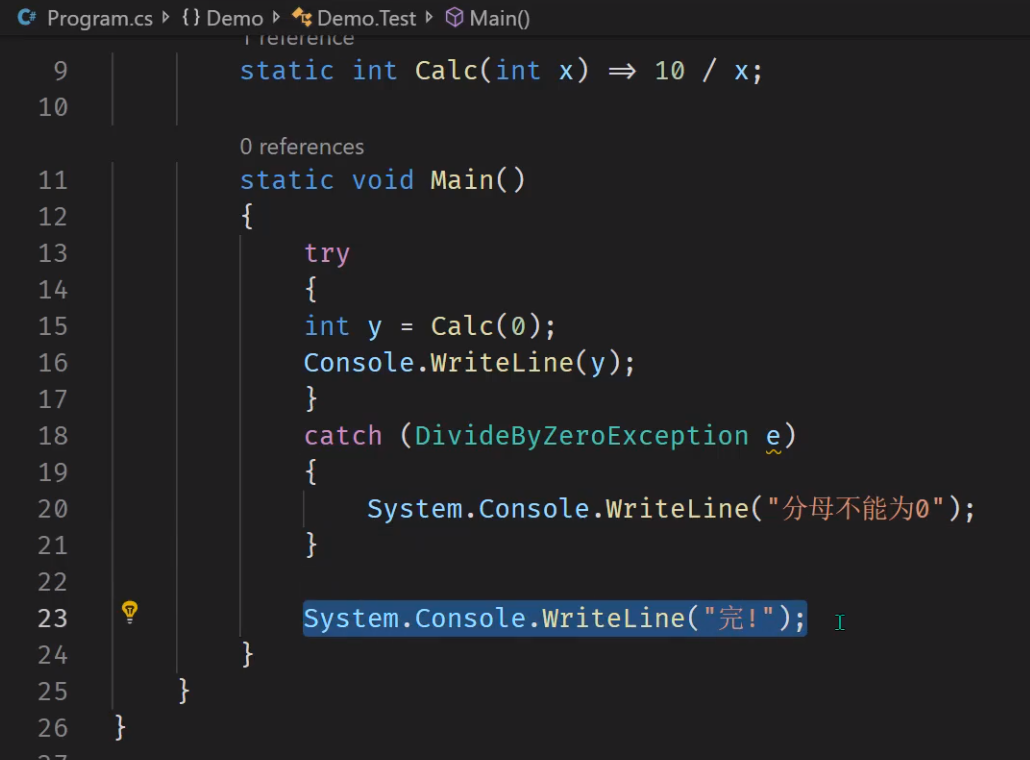 Program.cs {} Demo Demo.Test Main()
1 reference
9 static int Calc(int x) => 10 / x;
10
0 references
11 static void Main()
12 {
13 try
14 {
15 int y = Calc(0);
16 Console.WriteLine(y);
17 }
18 catch (DivideByZeroException e)
19 {
20 System.Console.WriteLine("分母不能为0");
21 }
22
23 System.Console.WriteLine("完!");
24 }
25 }
26 }
27